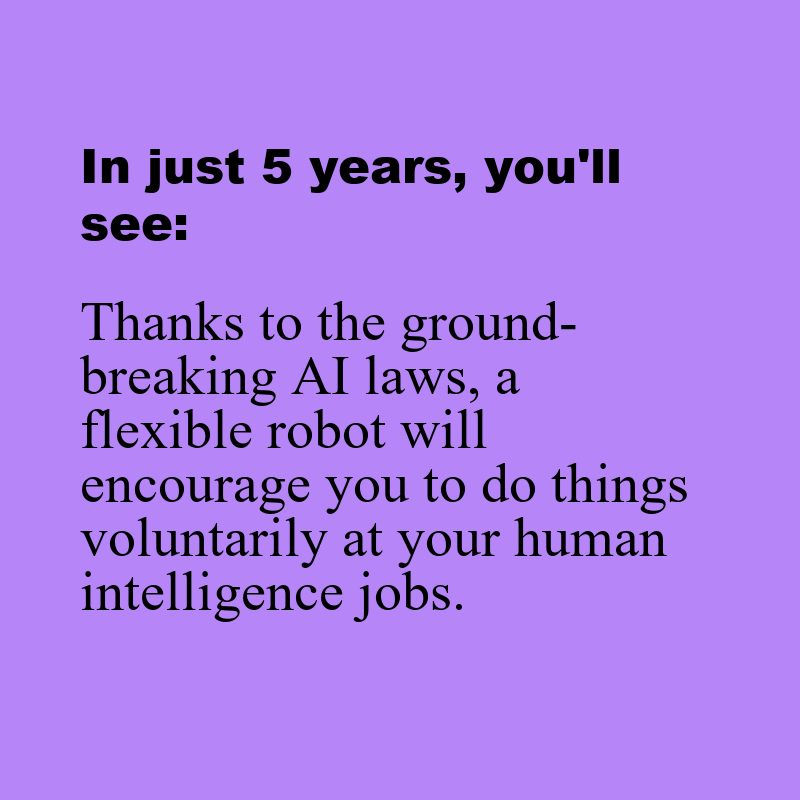 In just 5 years, you'll
see:
Thanks to the ground-
breaking AI laws, a
flexible robot will
encourage you to do things
voluntarily at your human
intelligence jobs.